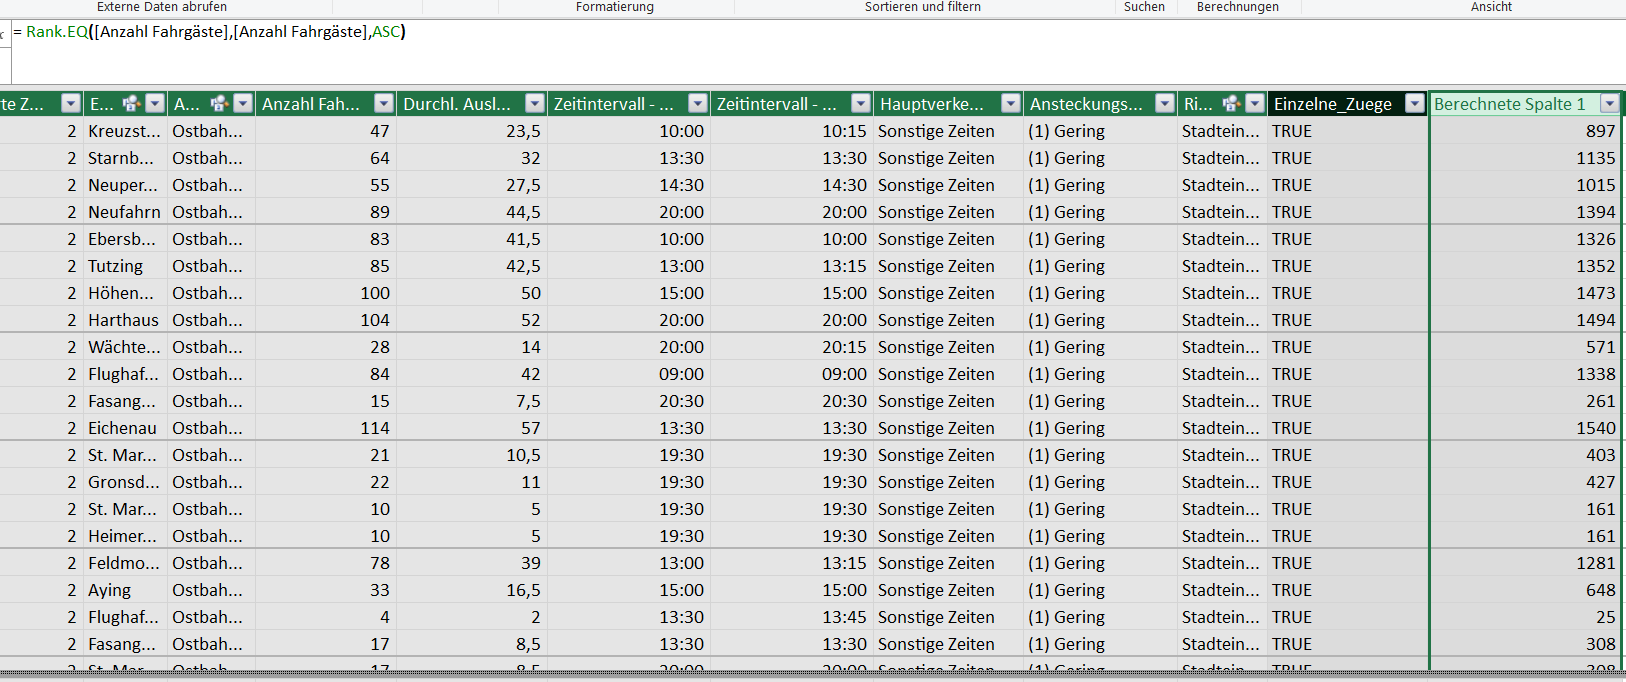 Externe Daten abrufen Formatierung Sortieren und filtern Suchen Berechnungen Ansicht
= Rank.EQ([Anzahl Fahrgäste],[Anzahl Fahrgäste],ASC)
te Z... E... A... Anzahl Fah... Durchl. Ausl... Zeitintervall - ... Zeitintervall - ... Hauptverke... Ansteckungs... Ri... Einzelne_Zuege Berechnete Spalte 1
2 Kreuzst... Ostbah... 47 23,5 10:00 10:15 Sonstige Zeiten (1) Gering Stadtein... TRUE 897
2 Starnb... Ostbah... 64 32 13:30 13:30 Sonstige Zeiten (1) Gering Stadtein... TRUE 1135
2 Neuper... Ostbah... 55 27,5 14:30 14:30 Sonstige Zeiten (1) Gering Stadtein... TRUE 1015
2 Neufahrn Ostbah... 89 44,5 20:00 20:00 Sonstige Zeiten (1) Gering Stadtein... TRUE 1394
2 Ebersb... Ostbah... 83 41,5 10:00 10:00 Sonstige Zeiten (1) Gering Stadtein... TRUE 1326
2 Tutzing Ostbah... 85 42,5 13:00 13:15 Sonstige Zeiten (1) Gering Stadtein... TRUE 1352
2 Höhen... Ostbah... 100 50 15:00 15:00 Sonstige Zeiten (1) Gering Stadtein... TRUE 1473
2 Harthaus Ostbah... 104 52 20:00 20:00 Sonstige Zeiten (1) Gering Stadtein... TRUE 1494
2 Wächte... Ostbah... 28 14 20:00 20:15 Sonstige Zeiten (1) Gering Stadtein... TRUE 571
2 Flughaf... Ostbah... 84 42 09:00 09:00 Sonstige Zeiten (1) Gering Stadtein... TRUE 1338
2 Fasang... Ostbah... 15 7,5 20:30 20:30 Sonstige Zeiten (1) Gering Stadtein... TRUE 261
2 Eichenau Ostbah... 114 57 13:30 13:30 Sonstige Zeiten (1) Gering Stadtein... TRUE 1540
2 St. Mar... Ostbah... 21 10,5 19:30 19:30 Sonstige Zeiten (1) Gering Stadtein... TRUE 403
2 Gronsd... Ostbah... 22 11 19:30 19:30 Sonstige Zeiten (1) Gering Stadtein... TRUE 427
2 St. Mar... Ostbah... 10 5 19:30 19:30 Sonstige Zeiten (1) Gering Stadtein... TRUE 161
2 Heimer... Ostbah... 10 5 19:30 19:30 Sonstige Zeiten (1) Gering Stadtein... TRUE 161
2 Feldmo... Ostbah... 78 39 13:00 13:15 Sonstige Zeiten (1) Gering Stadtein... TRUE 1281
2 Aying Ostbah... 33 16,5 15:00 15:00 Sonstige Zeiten (1) Gering Stadtein... TRUE 648
2 Flughaf... Ostbah... 4 2 13:30 13:45 Sonstige Zeiten (1) Gering Stadtein... TRUE 25
2 Fasang... Ostbah... 17 8,5 13:30 13:30 Sonstige Zeiten (1) Gering Stadtein... TRUE 308